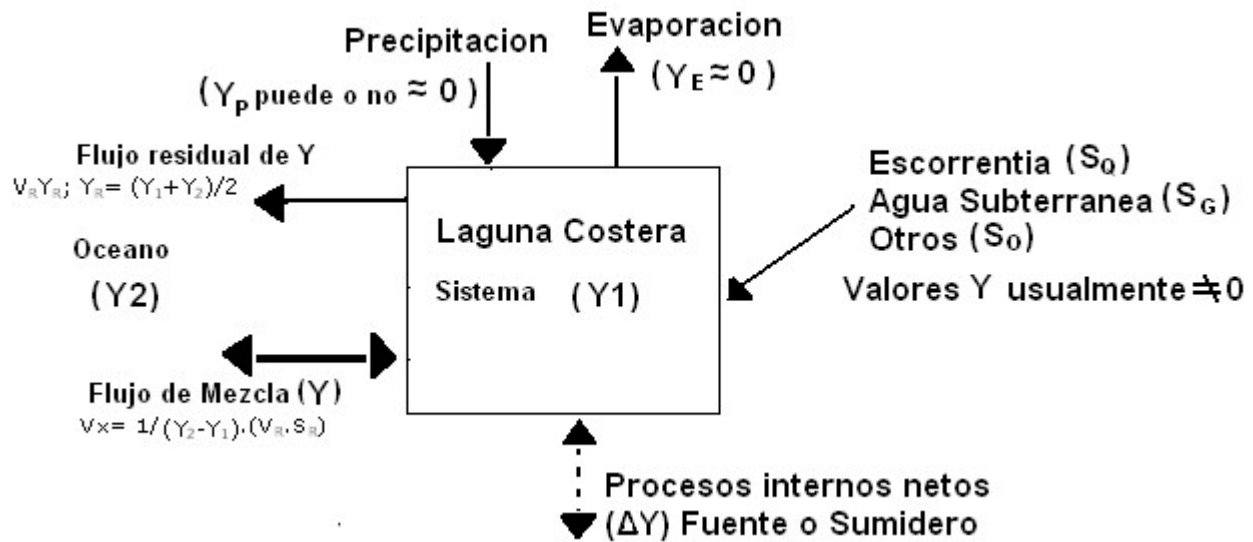 Precipitacion
(Yₚ puede o no ≈ 0)
Evaporacion
(Y_E ≈ 0)
Flujo residual de Y
V_R Y_R; Y_R= (Y₁+Y₂)/2
Oceano
(Y2)
Laguna Costera
Sistema (Y1)
Escorrentia (S_Q)
Agua Subterranea (S_G)
Otros (S_O)
Valores Y usualmente ≠0
Flujo de Mezcla (Y)
Vx= 1/(Y₂-Y₁).(V_R.S_R)
Procesos internos netos
(ΔY) Fuente o Sumidero